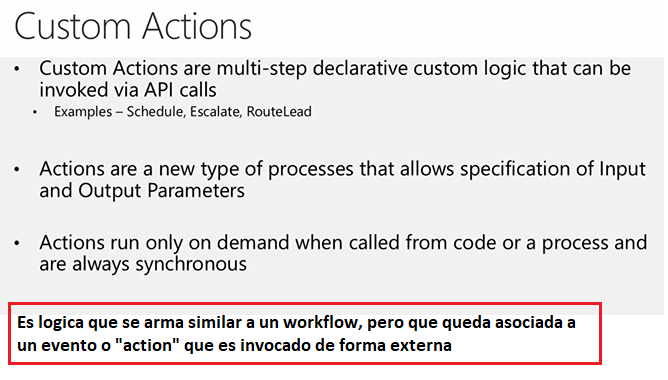 Custom Actions
• Custom Actions are multi-step declarative custom logic that can be
invoked via API calls
• Examples – Schedule, Escalate, RouteLead
• Actions are a new type of processes that allows specification of Input
and Output Parameters
• Actions run only on demand when called from code or a process and
are always synchronous
Es logica que se arma similar a un workflow, pero que queda asociada a
un evento o "action" que es invocado de forma externa